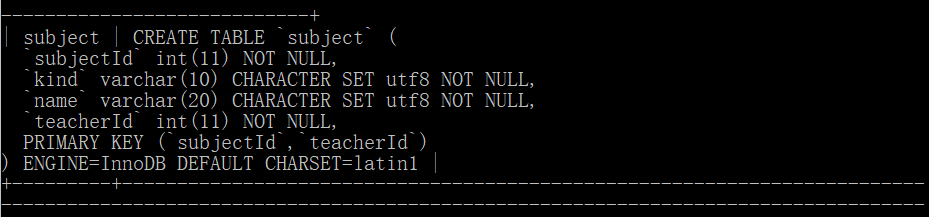 ----------------------------+
| subject | CREATE TABLE `subject` (
  `subjectId` int(11) NOT NULL,
  `kind` varchar(10) CHARACTER SET utf8 NOT NULL,
  `name` varchar(20) CHARACTER SET utf8 NOT NULL,
  `teacherId` int(11) NOT NULL,
  PRIMARY KEY (`subjectId`,`teacherId`)
) ENGINE=InnoDB DEFAULT CHARSET=latin1 |
+---------+-------------------------------------------------------------------------
------------------------------------------------------------------------------------